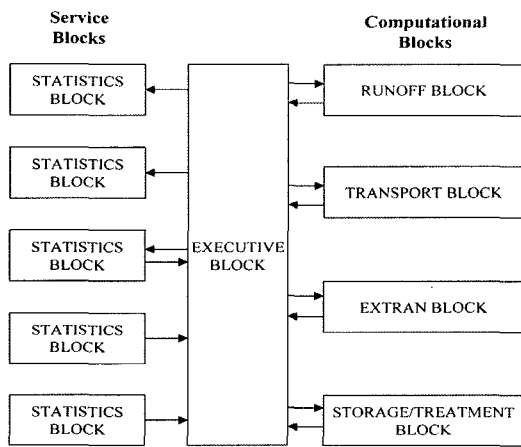 Service
Blocks
Computational
Blocks
STATISTICS
BLOCK
STATISTICS
BLOCK
STATISTICS
BLOCK
STATISTICS
BLOCK
STATISTICS
BLOCK
EXECUTIVE
BLOCK
RUNOFF BLOCK
TRANSPORT BLOCK
EXTRAN BLOCK
STORAGE/TREATMENT
BLOCK